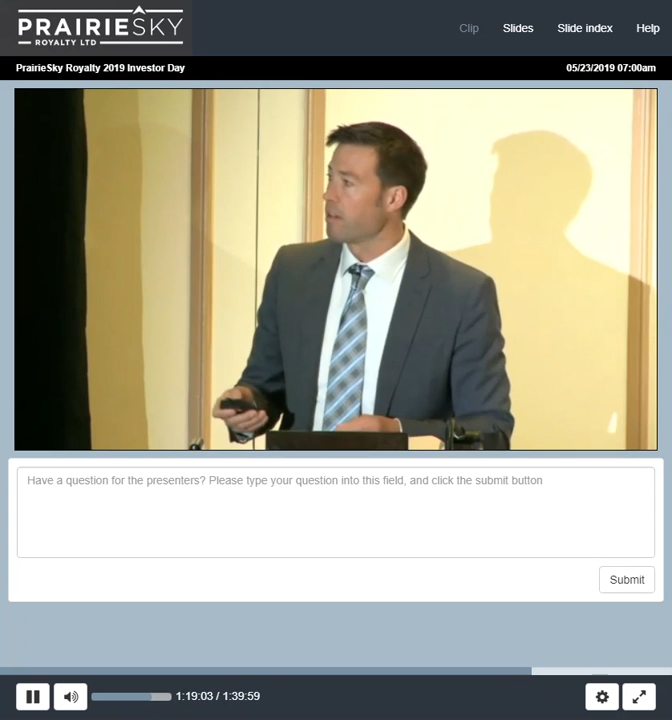 PRAIRIESKY
ROYALTY LTD
Clip
Slides
Slide index
Help
PrairieSky Royalty 2019 Investor Day
05/23/2019 07:00am
Have a question for the presenters? Please type your question into this field, and click the submit button
Submit
1:19:03 / 1:39:59